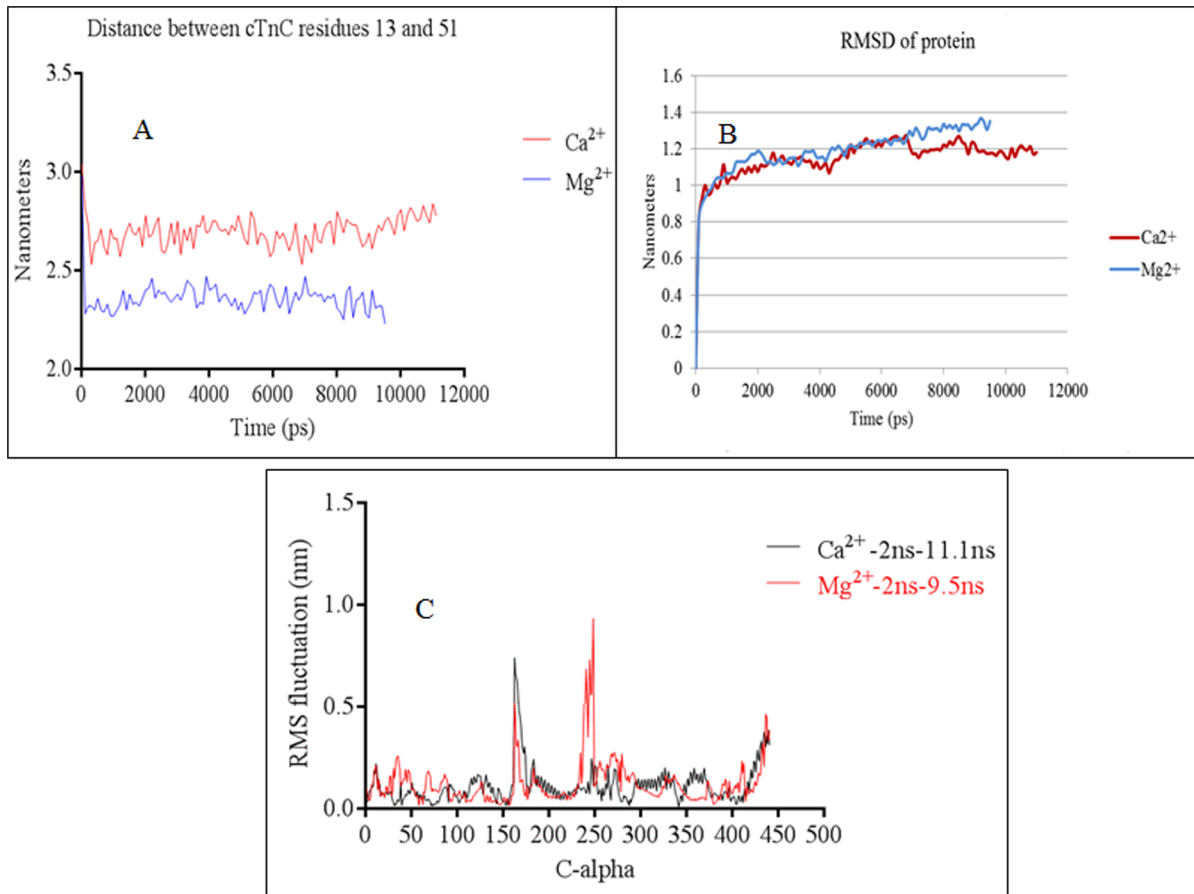 Distance between cTnC residues 13 and 51
3.5
3.0
2.5
2.0
Nanometers
A
Ca2+
Mg2+
0 2000 4000 6000 8000 10000 12000
Time (ps)
RMSD of protein
1.6
1.4
1.2
1
0.8
0.6
0.4
0.2
0
Nanometers
B
Ca2+
Mg2+
0 2000 4000 6000 8000 10000 12000
Time (ps)
1.5
1.0
0.5
0.0
RMS fluctuation (nm)
C
Ca2+ -2ns-11.1ns
Mg2+-2ns-9.5ns
0 50 100 150 200 250 300 350 400 450 500
C-alpha